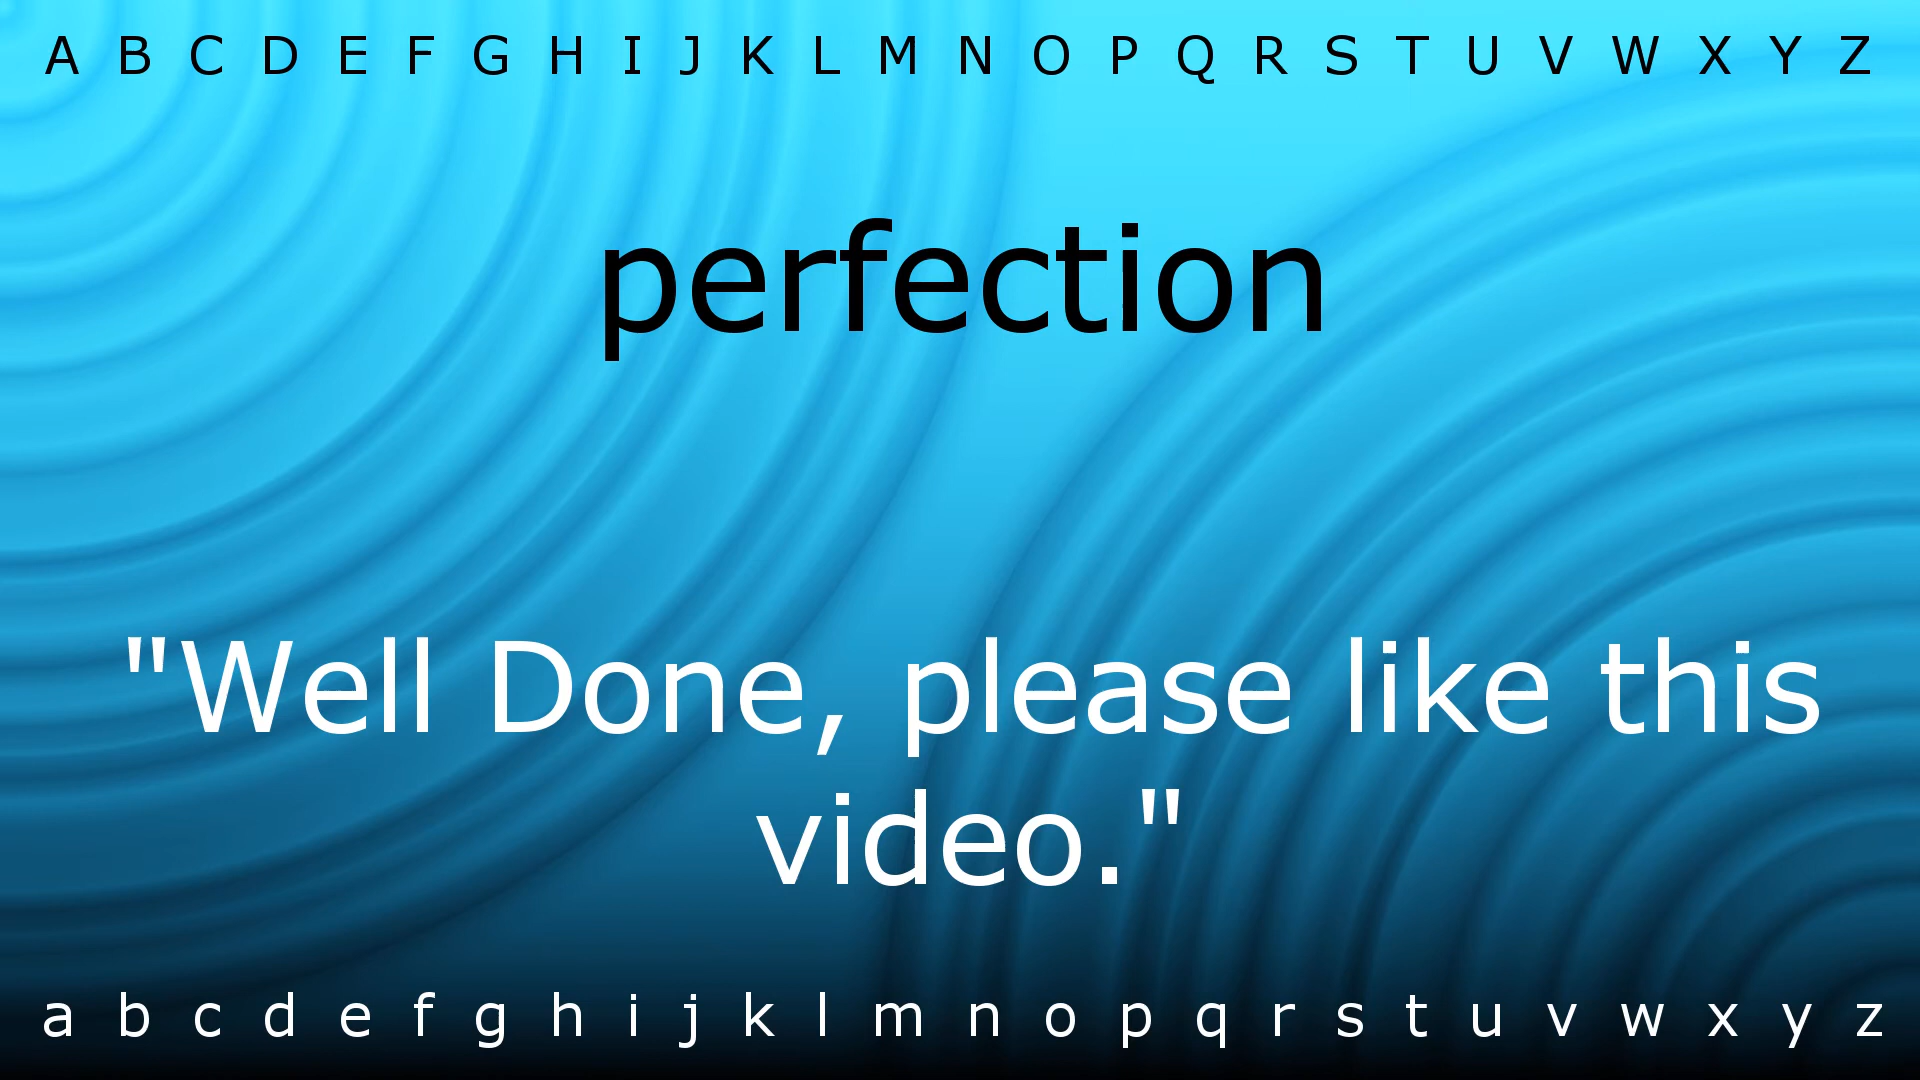 A B C D E F G H I J K L M N O P Q R S T U V W X Y Z
perfection
"Well Done, please like this
video."
a b c d e f g h i j k l m n o p q r s t u v w x y z